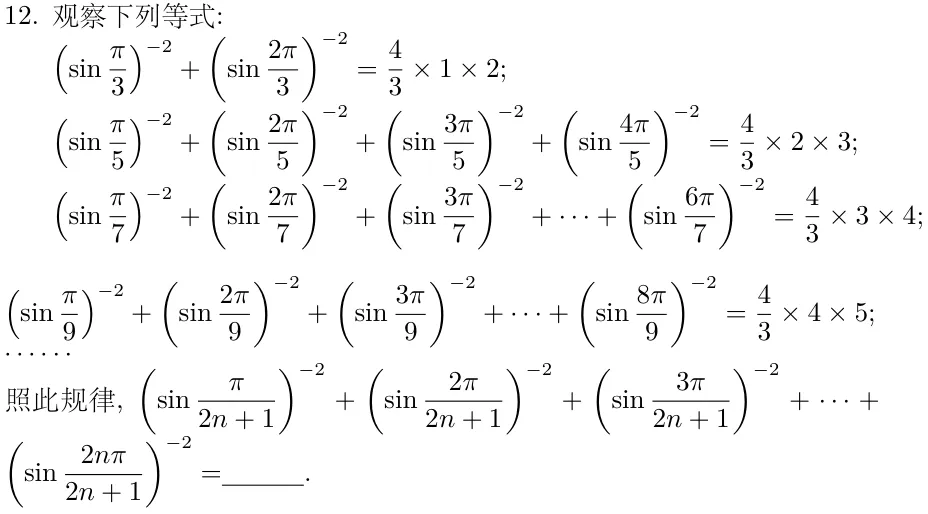 12. 观察下列等式:
(sin π/3)^{-2} + (sin 2π/3)^{-2} = 4/3 × 1 × 2;
(sin π/5)^{-2} + (sin 2π/5)^{-2} + (sin 3π/5)^{-2} + (sin 4π/5)^{-2} = 4/3 × 2 × 3;
(sin π/7)^{-2} + (sin 2π/7)^{-2} + (sin 3π/7)^{-2} + ··· + (sin 6π/7)^{-2} = 4/3 × 3 × 4;
(sin π/9)^{-2} + (sin 2π/9)^{-2} + (sin 3π/9)^{-2} + ··· + (sin 8π/9)^{-2} = 4/3 × 4 × 5;
······
照此规律, (sin π/(2n + 1))^{-2} + (sin 2π/(2n + 1))^{-2} + (sin 3π/(2n + 1))^{-2} + ··· +
(sin 2nπ/(2n + 1))^{-2} =______.